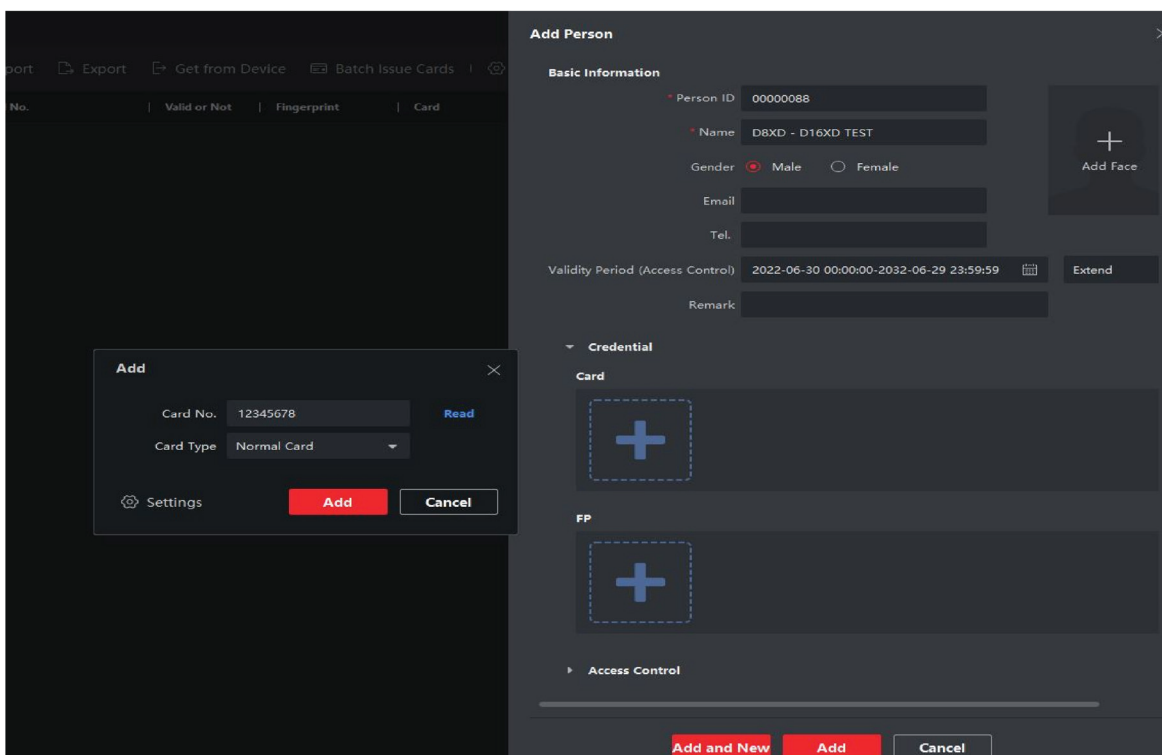 Add Person
port Export Get from Device Batch Issue Cards
No. Valid or Not Fingerprint Card
Basic Information
* Person ID 00000088
* Name D8XD - D16XD TEST
Gender Male Female
Add Face
Email
Tel.
Validity Period (Access Control) 2022-06-30 00:00:00-2032-06-29 23:59:59 Extend
Remark
Credential
Card
FP
Access Control
Add and New Add Cancel
Add
Card No. 12345678 Read
Card Type Normal Card
Settings Add Cancel